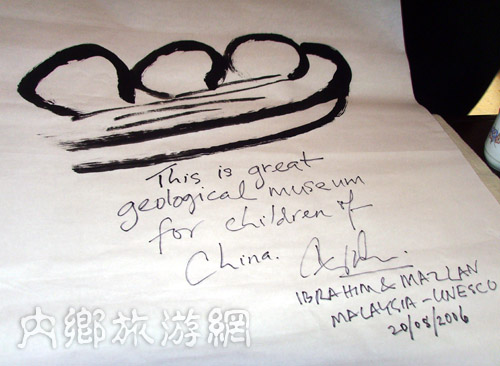 This is great
geological museum
for children of
China.
IBRAHIM & MAZLAN
MALAYSIA - UNESCO
20/08/2006
内鄉旅游網